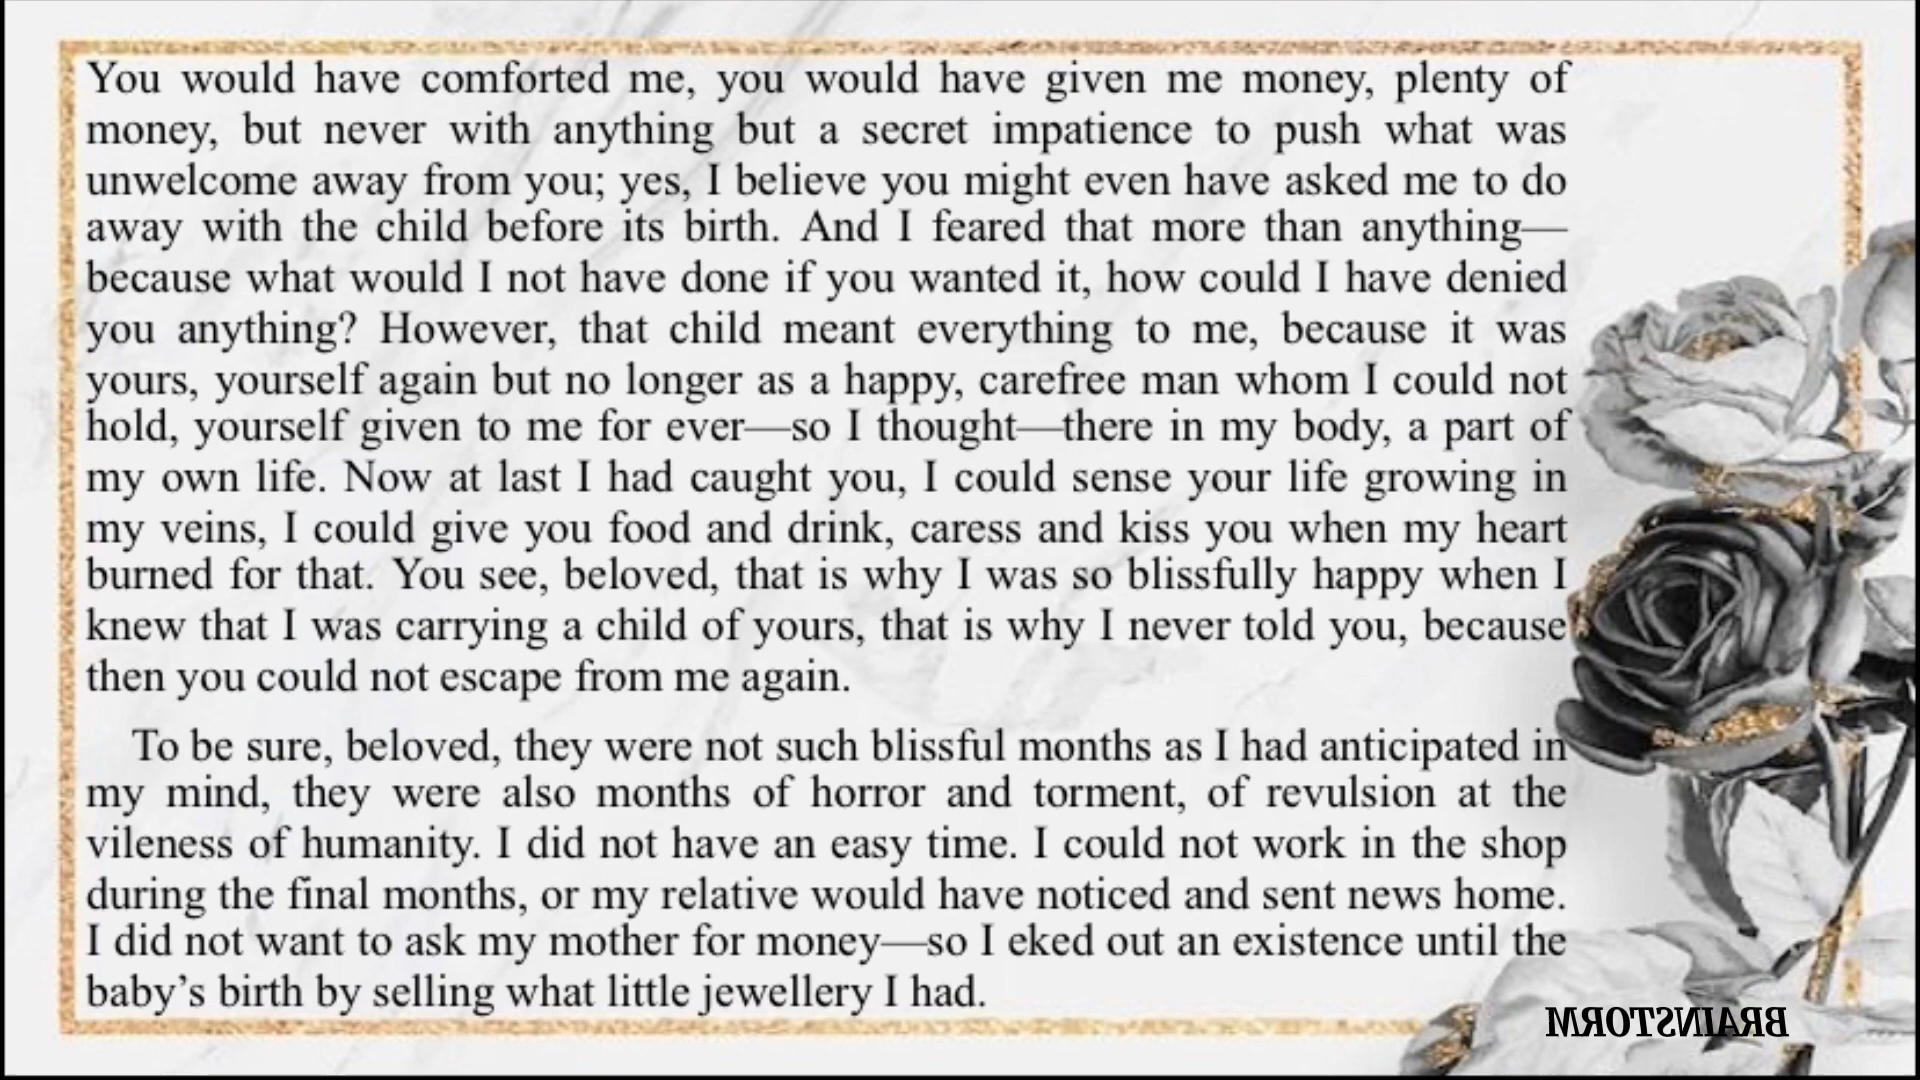 You would have comforted me, you would have given me money, plenty of
money, but never with anything but a secret impatience to push what was
unwelcome away from you; yes, I believe you might even have asked me to do
away with the child before its birth. And I feared that more than anything—
because what would I not have done if you wanted it, how could I have denied
you anything? However, that child meant everything to me, because it was
yours, yourself again but no longer as a happy, carefree man whom I could not
hold, yourself given to me for ever—so I thought—there in my body, a part of
my own life. Now at last I had caught you, I could sense your life growing in
my veins, I could give you food and drink, caress and kiss you when my heart
burned for that. You see, beloved, that is why I was so blissfully happy when I
knew that I was carrying a child of yours, that is why I never told you, because
then you could not escape from me again.
To be sure, beloved, they were not such blissful months as I had anticipated in
my mind, they were also months of horror and torment, of revulsion at the
vileness of humanity. I did not have an easy time. I could not work in the shop
during the final months, or my relative would have noticed and sent news home.
I did not want to ask my mother for money—so I eked out an existence until the
baby’s birth by selling what little jewellery I had.
BRAINSTORM